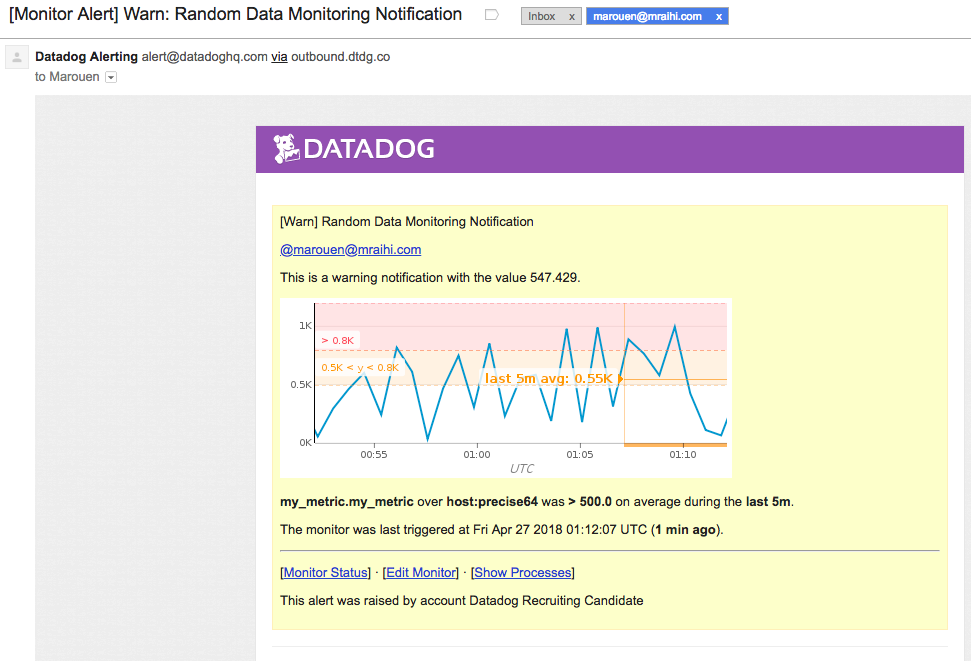 [Monitor Alert] Warn: Random Data Monitoring Notification
Inbox x
marouen@mraihi.com x
Datadog Alerting alert@datadoghq.com via outbound.dtdg.co
to Marouen
DATADOG
[Warn] Random Data Monitoring Notification
@marouen@mraihi.com
This is a warning notification with the value 547.429.
1K
> 0.8K
0.5K < y < 0.8K
last 5m avg: 0.55K
0.5K
0K
00:55 01:00 01:05 01:10
UTC
my_metric.my_metric over host:precise64 was > 500.0 on average during the last 5m.
The monitor was last triggered at Fri Apr 27 2018 01:12:07 UTC (1 min ago).
[Monitor Status] · [Edit Monitor] · [Show Processes]
This alert was raised by account Datadog Recruiting Candidate